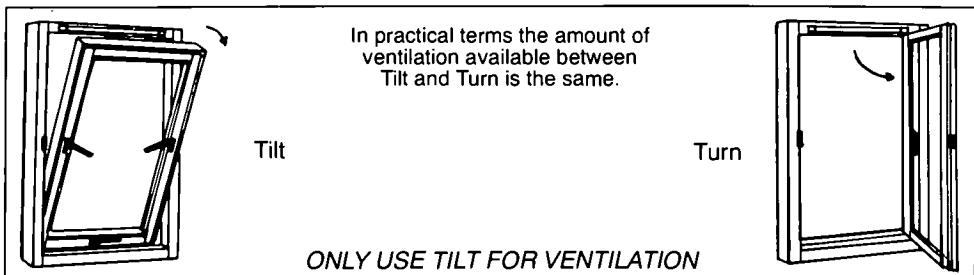 In practical terms the amount of
ventilation available between
Tilt and Turn is the same.
Tilt
Turn
ONLY USE TILT FOR VENTILATION